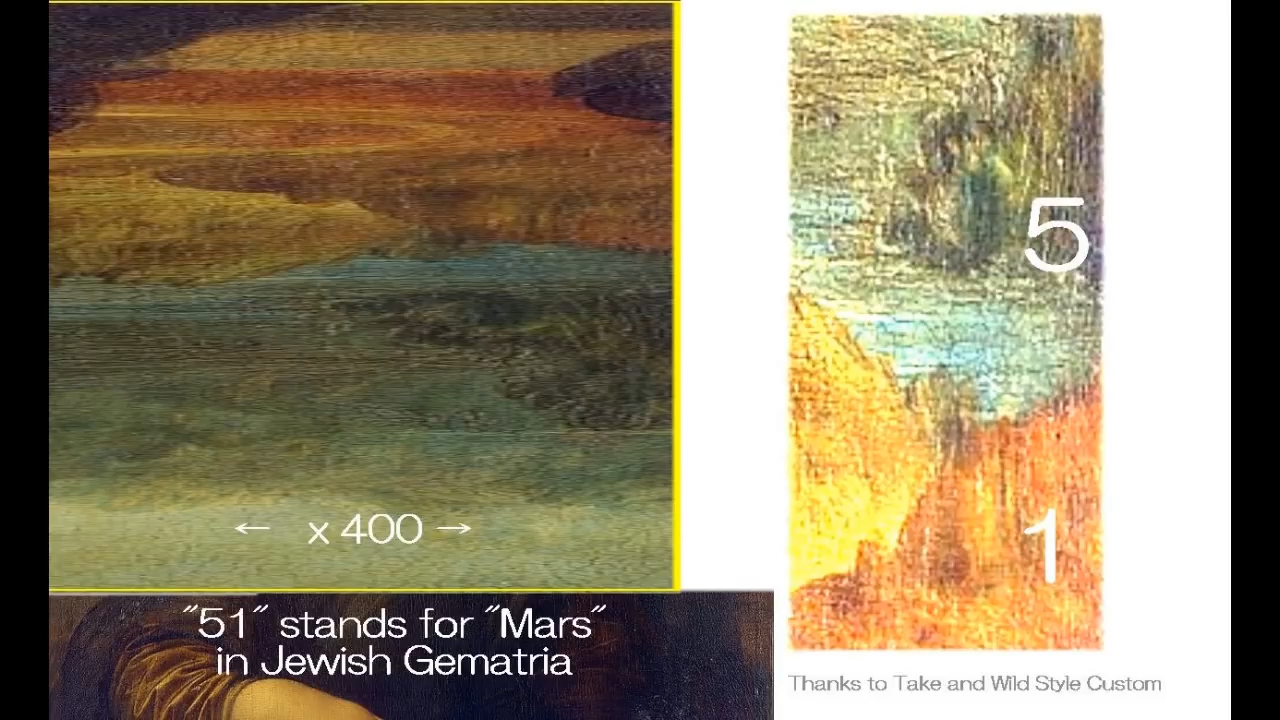 5
← x 400 →
1
"51" stands for "Mars"
in Jewish Gematria
Thanks to Take and Wild Style Custom